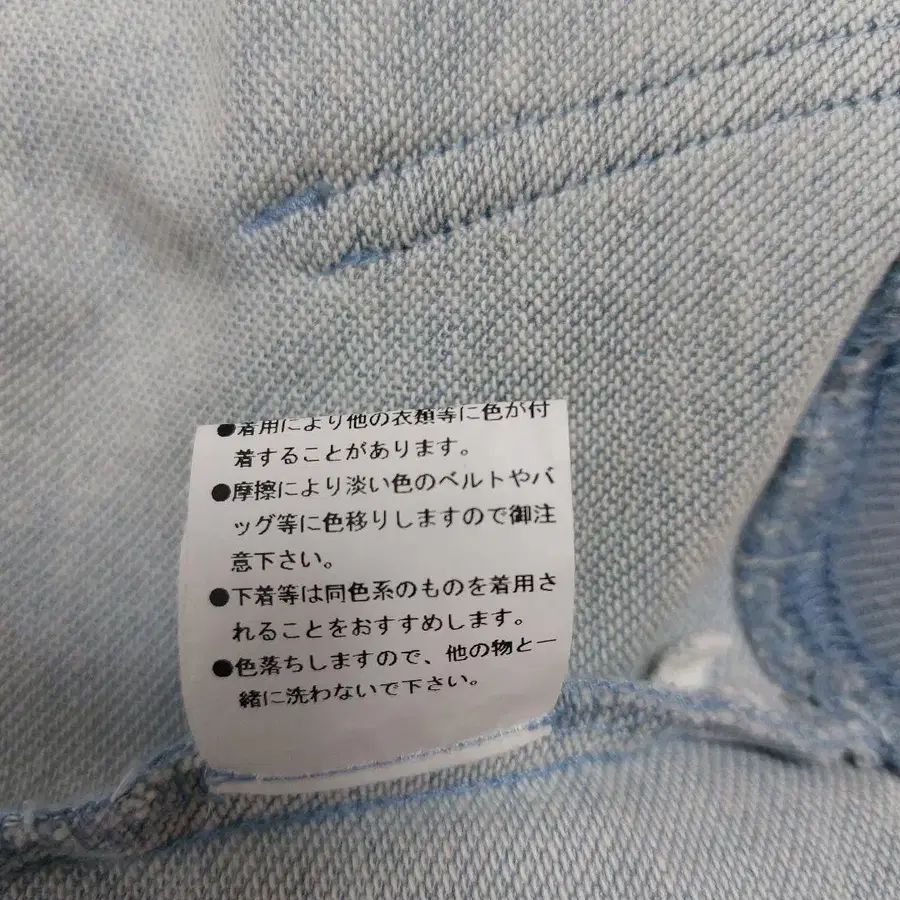 ●着用により他の衣類等に色が付
着することがあります。
●摩擦により淡い色のベルトやバ
ッグ等に色移りしますので御注
意下さい。
●下着等は同色系のものを着用さ
れることをおすすめします。
●色落ちしますので、他の物と一
緒に洗わないで下さい。